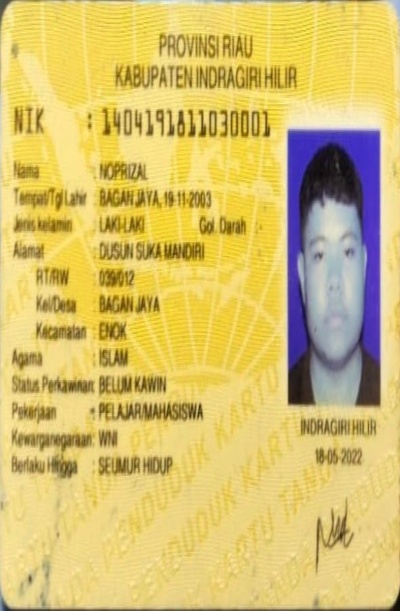 PROVINSI RIAU
KABUPATEN INDRAGIRI HILIR
NIK : 1404191811030001
Nama : NOPRIZAL
Tempat/Tgl Lahir : BAGAN JAYA, 19-11-2003
Jenis kelamin : LAKI-LAKI Gol. Darah : -
Alamat : DUSUN SUKA MANDIRI
RT/RW : 039/012
Kel/Desa : BAGAN JAYA
Kecamatan : ENOK
Agama : ISLAM
Status Perkawinan: BELUM KAWIN
Pekerjaan : PELAJAR/MAHASISWA
Kewarganegaraan: WNI
Berlaku Hingga : SEUMUR HIDUP
INDRAGIRI HILIR
18-05-2022